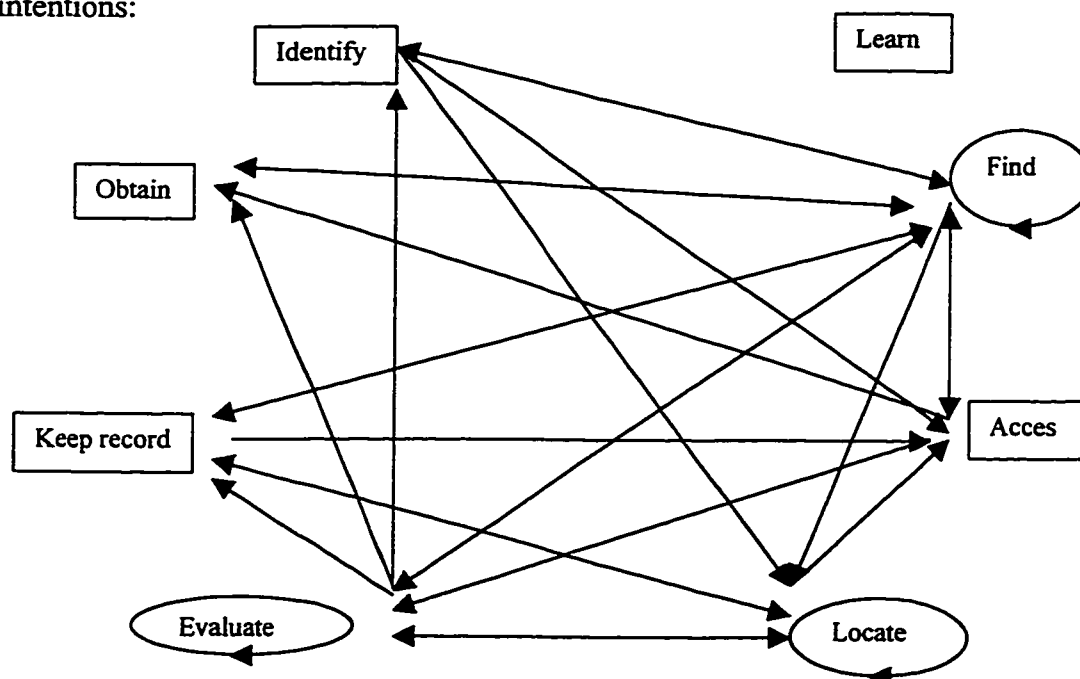 intentions:
Identify
Learn
Find
Obtain
Keep record
Acces
Evaluate
Locate